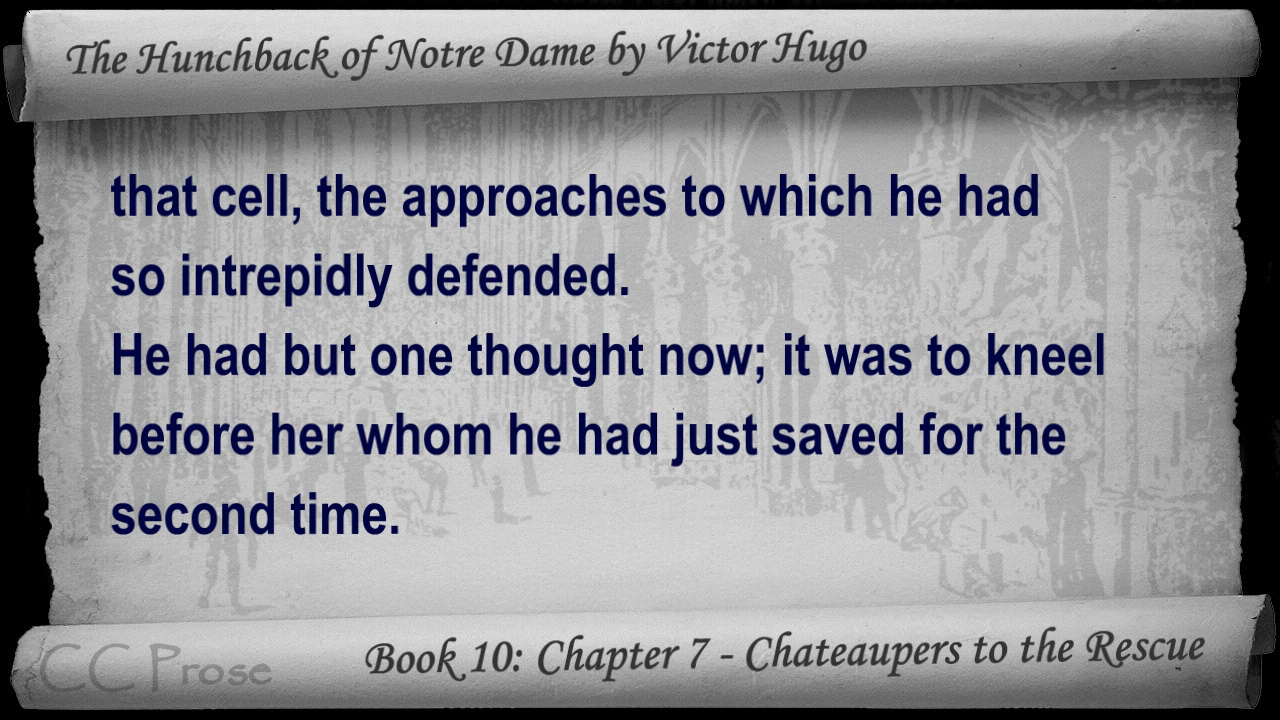 The Hunchback of Notre Dame by Victor Hugo
that cell, the approaches to which he had
so intrepidly defended.
He had but one thought now; it was to kneel
before her whom he had just saved for the
second time.
Book 10: Chapter 7 - Chateaupers to the Rescue
CC Prose